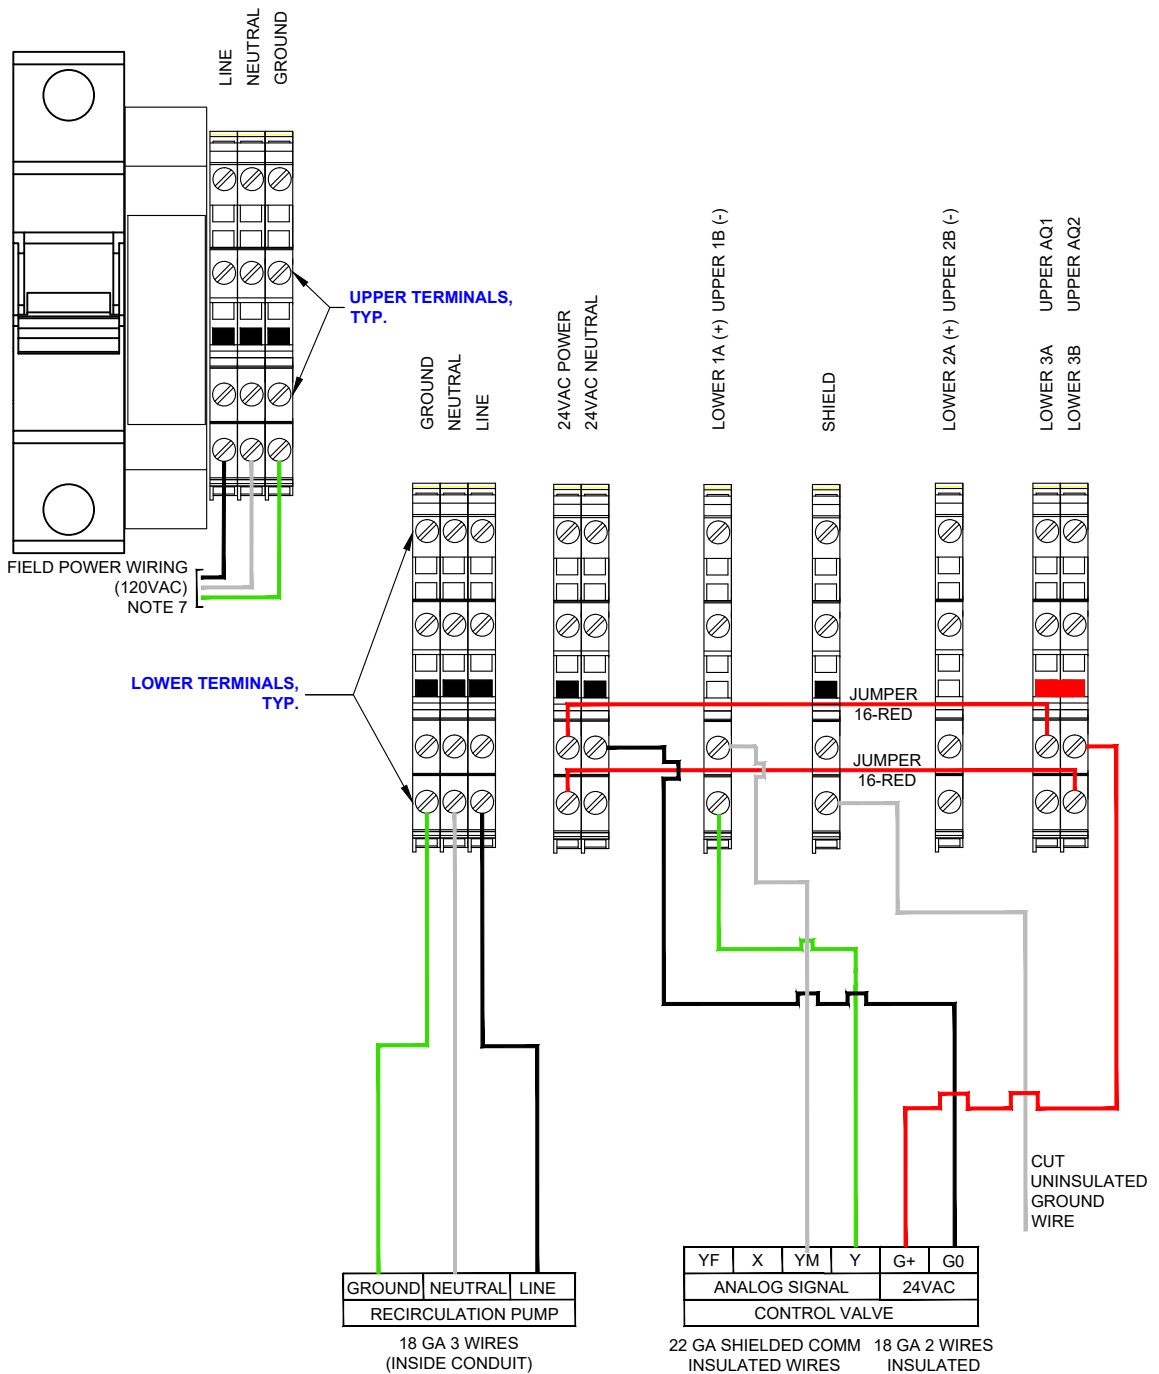 LINE
NEUTRAL
GROUND
UPPER TERMINALS,
TYP.
FIELD POWER WIRING
(120VAC)
NOTE 7
LOWER TERMINALS,
TYP.
GROUND
NEUTRAL
LINE
24VAC POWER
24VAC NEUTRAL
LOWER 1A (+) UPPER 1B (-)
SHIELD
LOWER 2A (+) UPPER 2B (-)
LOWER 3A UPPER AQ1
LOWER 3B UPPER AQ2
JUMPER
16-RED
JUMPER
16-RED
CUT
UNINSULATED
GROUND
WIRE
GROUND NEUTRAL LINE
RECIRCULATION PUMP
18 GA 3 WIRES
(INSIDE CONDUIT)
YF X YM Y G+ G0
ANALOG SIGNAL 24VAC
CONTROL VALVE
22 GA SHIELDED COMM
INSULATED WIRES
18 GA 2 WIRES
INSULATED